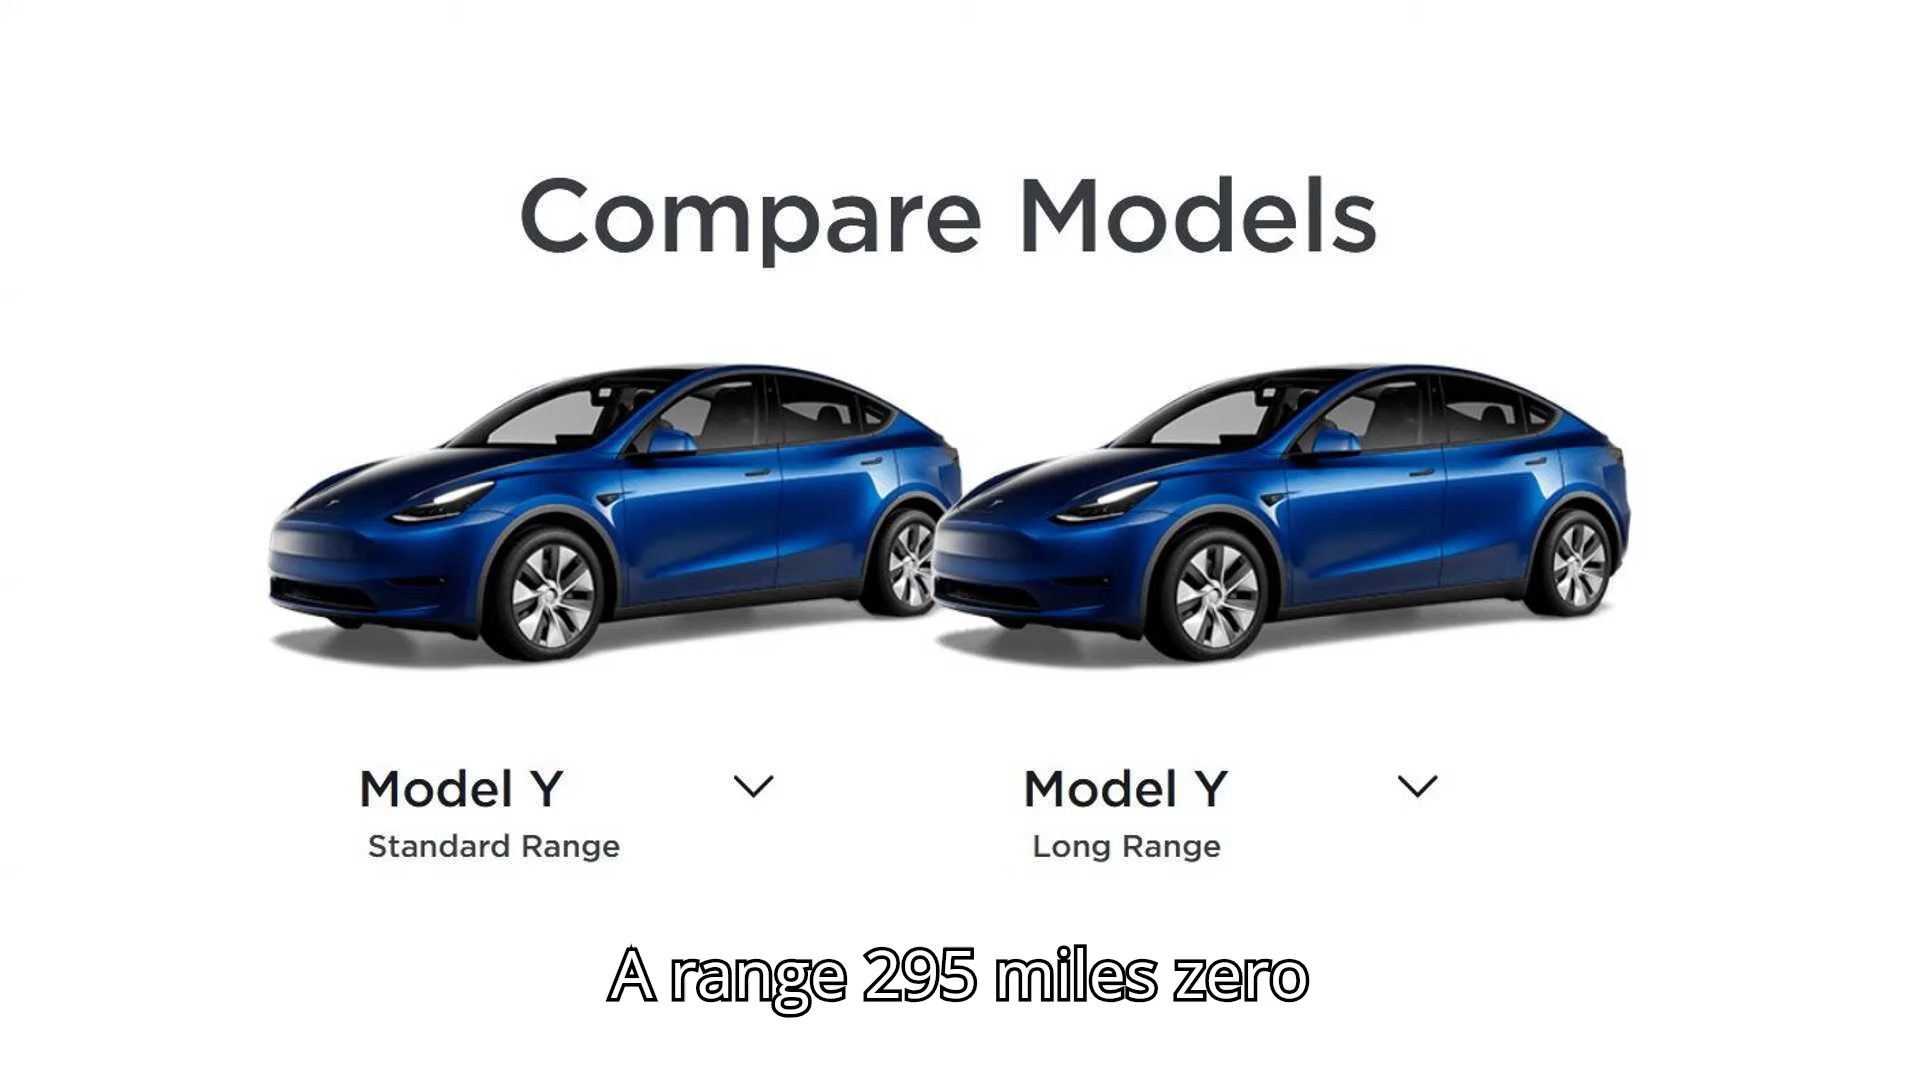 Compare Models
Model Y
Standard Range
Model Y
Long Range
A range 295 miles zero